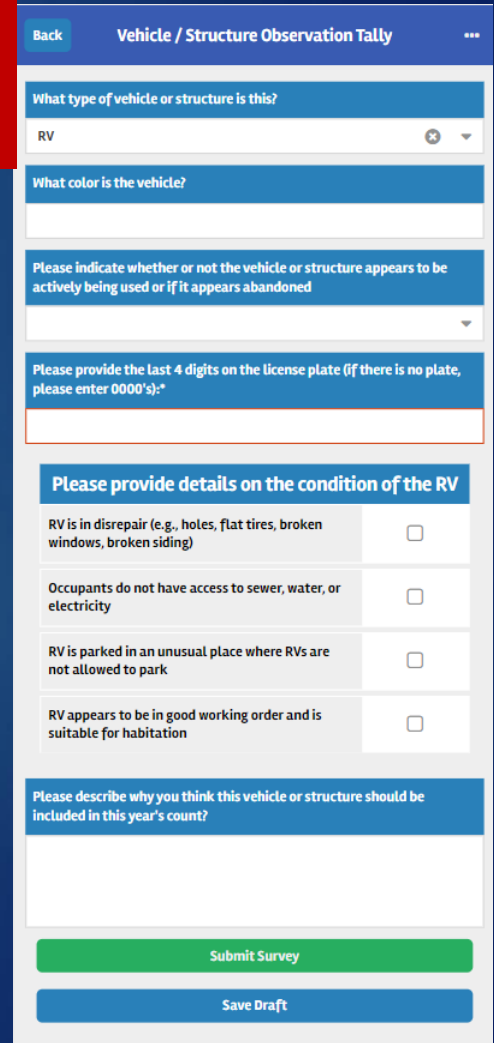 Back
Vehicle / Structure Observation Tally
...
What type of vehicle or structure is this?
RV
What color is the vehicle?
Please indicate whether or not the vehicle or structure appears to be
actively being used or if it appears abandoned
Please provide the last 4 digits on the license plate (if there is no plate,
please enter 0000's):*
Please provide details on the condition of the RV
RV is in disrepair (e.g., holes, flat tires, broken
windows, broken siding)
Occupants do not have access to sewer, water, or
electricity
RV is parked in an unusual place where RVs are
not allowed to park
RV appears to be in good working order and is
suitable for habitation
Please describe why you think this vehicle or structure should be
included in this year's count?
Submit Survey
Save Draft